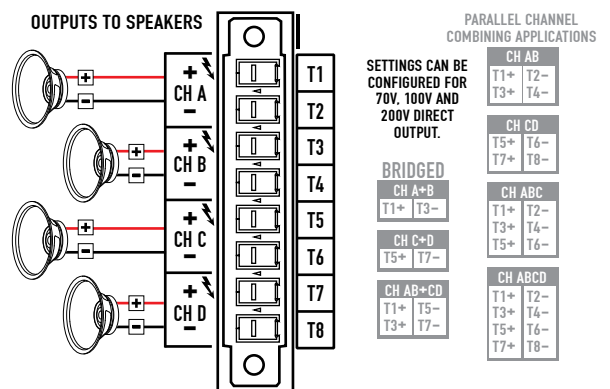 OUTPUTS TO SPEAKERS
+
CH A
−
+
−
+
CH B
−
+
−
+
CH C
−
+
−
+
CH D
−
+
−
T1
T2
T3
T4
T5
T6
T7
T8
SETTINGS CAN BE
CONFIGURED FOR
70V, 100V AND
200V DIRECT
OUTPUT.
BRIDGED
CH A+B
T1+ T3−
CH C+D
T5+ T7−
CH AB+CD
T1+ T5−
T3+ T7−
PARALLEL CHANNEL
COMBINING APPLICATIONS
CH AB
T1+ T2−
T3+ T4−
CH CD
T5+ T6−
T7+ T8−
CH ABC
T1+ T2−
T3+ T4−
T5+ T6−
CH ABCD
T1+ T2−
T3+ T4−
T5+ T6−
T7+ T8−